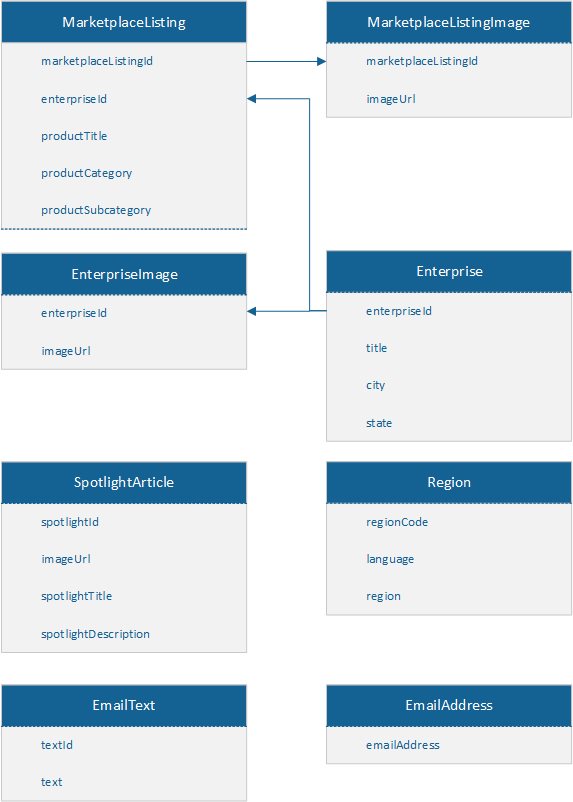 MarketplaceListing
marketplaceListingId
enterpriseId
productTitle
productCategory
productSubcategory
MarketplaceListingImage
marketplaceListingId
imageUrl
EnterpriseImage
enterpriseId
imageUrl
Enterprise
enterpriseId
title
city
state
SpotlightArticle
spotlightId
imageUrl
spotlightTitle
spotlightDescription
Region
regionCode
language
region
EmailText
textId
text
EmailAddress
emailAddress